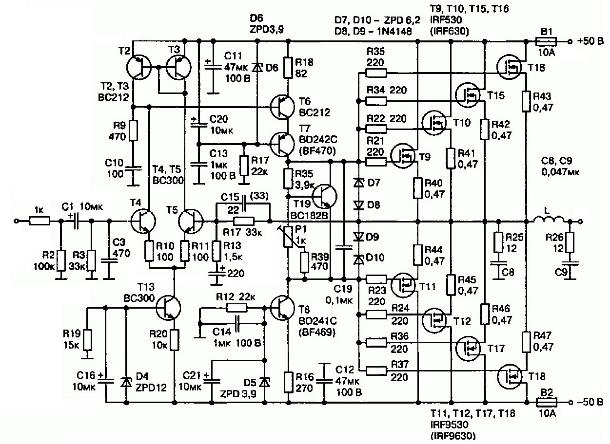 D6
ZPD3,9
D7, D10 – ZPD 6,2
D8, D9 – 1N4148
T9, T10, T15, T16
IRF530
(IRF630)
B1
10A
+50 В
T2
T3
T2, T3
BC212
C11
47мк
100 В
D6
R18
82
R35
220
R34 220
R22 220
R21
220
T16
T15
T10
T9
R43
0,47
R42
0,47
R41
0,47
R40
0,47
C8, C9
0,047мк
R9
470
C10
100
C20
10мк
T6
BC212
T7
BD242C
(BF470)
C13
1мк
100 В
R17
22к
R35
3,9к
T4, T5
BC300
T19
BC182B
D7
D8
D9
D10
1к
C1 10мк
T4
T5
C15 (33)
22
R17 33к
P1
1к
L
R2
100к
R3
33к
C3
470
R10
100
R11
100
R13
1,5к
220
R39
470
C19
0,1мк
R44
0,47
R25
12
R26
12
C8
C9
T13
BC300
R12 22к
C14
1мк 100 В
T8
BD241C
(BF469)
T11
R23
220
R24
220
R36
220
R37
220
T12
T17
T18
R45
0,47
R46
0,47
R47
0,47
R19
15к
R20
10к
C16
10мк
D4
ZPD12
C21
10мк
D5
ZPD 3,9
R16
270
C12
47мк
100 В
B2
10A
–50 В
T11, T12, T17, T18
IRF9530
(IRF9630)